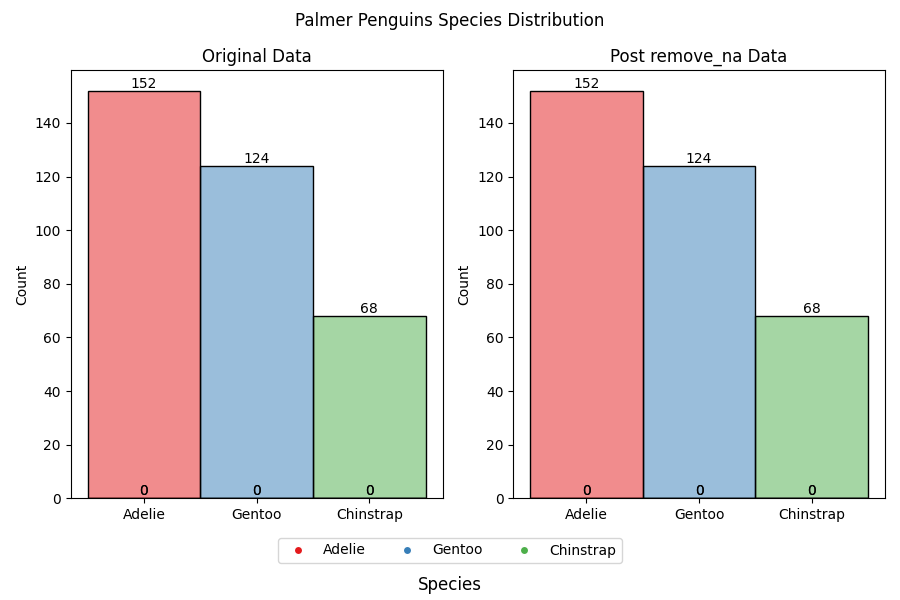 Palmer Penguins Species Distribution
Original Data
Count
140
120
100
80
60
40
20
0
152
124
68
0 0 0
Adelie Gentoo Chinstrap
Post remove_na Data
Count
140
120
100
80
60
40
20
0
152
124
68
0 0 0
Adelie Gentoo Chinstrap
Adelie Gentoo Chinstrap
Species